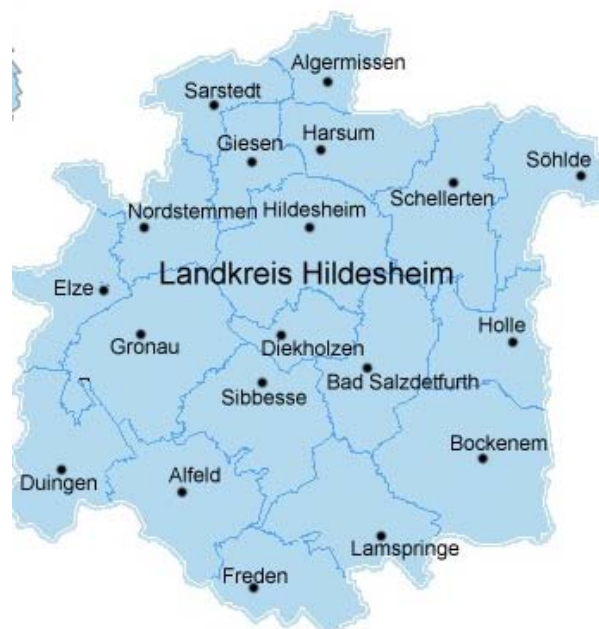 Algermissen
Sarstedt
Harsum
Giesen
Söhlde
Schellerten
Nordstemmen
Hildesheim
Landkreis Hildesheim
Elze
Holle
Gronau
Diekholzen
Bad Salzdetfurth
Sibbesse
Bockenem
Duingen
Alfeld
Lamspringe
Freden